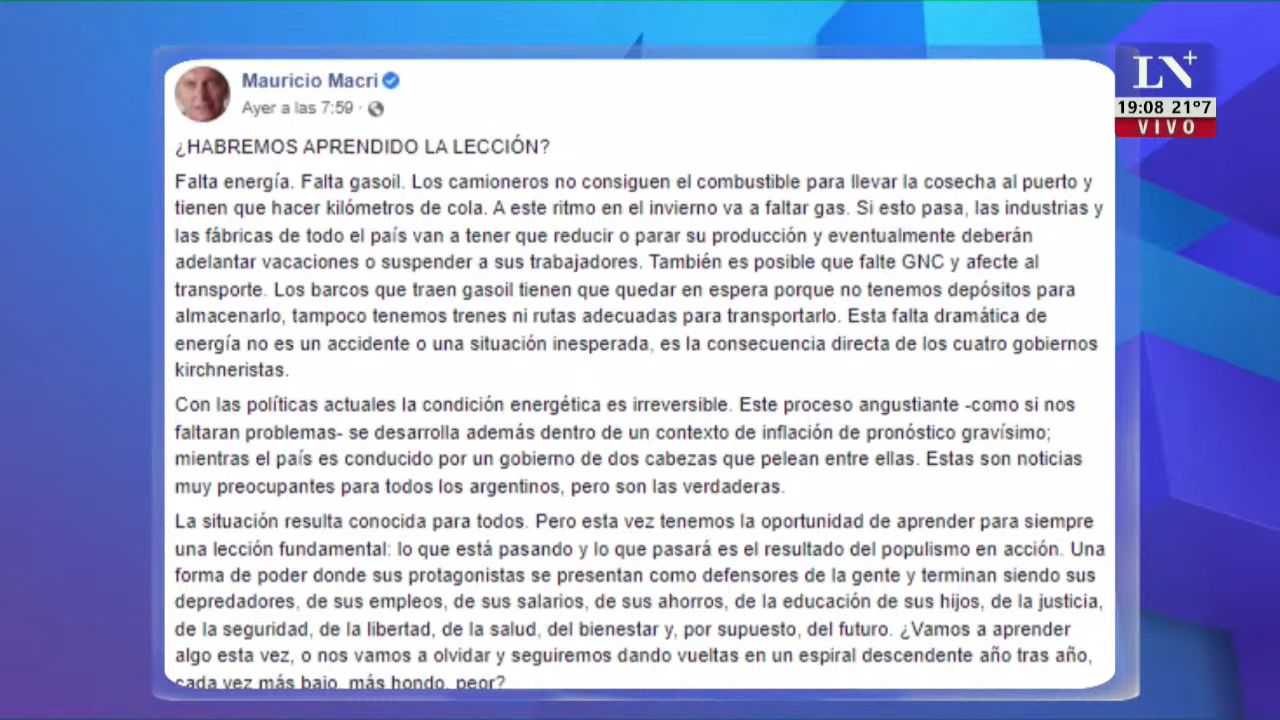 Mauricio Macri
Ayer a las 7:59 ·
LN+
19:08 21°7
VIVO
¿HABREMOS APRENDIDO LA LECCIÓN?
Falta energía. Falta gasoil. Los camioneros no consiguen el combustible para llevar la cosecha al puerto y
tienen que hacer kilómetros de cola. A este ritmo en el invierno va a faltar gas. Si esto pasa, las industrias y
las fábricas de todo el país van a tener que reducir o parar su producción y eventualmente deberán
adelantar vacaciones o suspender a sus trabajadores. También es posible que falte GNC y afecte al
transporte. Los barcos que traen gasoil tienen que quedar en espera porque no tenemos depósitos para
almacenarlo, tampoco tenemos trenes ni rutas adecuadas para transportarlo. Esta falta dramática de
energía no es un accidente o una situación inesperada, es la consecuencia directa de los cuatro gobiernos
kirchneristas.
Con las políticas actuales la condición energética es irreversible. Este proceso angustiante -como si nos
faltaran problemas- se desarrolla además dentro de un contexto de inflación de pronóstico gravísimo;
mientras el país es conducido por un gobierno de dos cabezas que pelean entre ellas. Estas son noticias
muy preocupantes para todos los argentinos, pero son las verdaderas.
La situación resulta conocida para todos. Pero esta vez tenemos la oportunidad de aprender para siempre
una lección fundamental: lo que está pasando y lo que pasará es el resultado del populismo en acción. Una
forma de poder donde sus protagonistas se presentan como defensores de la gente y terminan siendo sus
depredadores, de sus empleos, de sus salarios, de sus ahorros, de la educación de sus hijos, de la justicia,
de la seguridad, de la libertad, de la salud, del bienestar y, por supuesto, del futuro. ¿Vamos a aprender
algo esta vez, o nos vamos a olvidar y seguiremos dando vueltas en un espiral descendente año tras año,
cada vez más bajo, más hondo, peor?